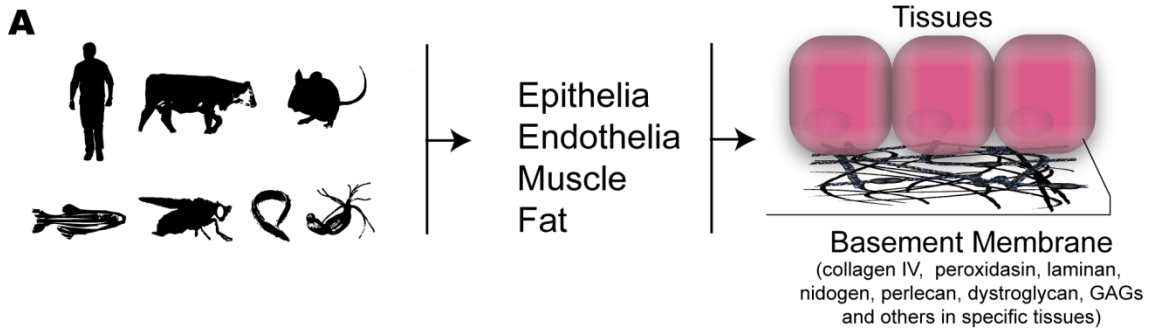 A
Epithelia
Endothelia
Muscle
Fat
Tissues
Basement Membrane
(collagen IV, peroxidasin, laminan,
nidogen, perlecan, dystroglycan, GAGs
and others in specific tissues)